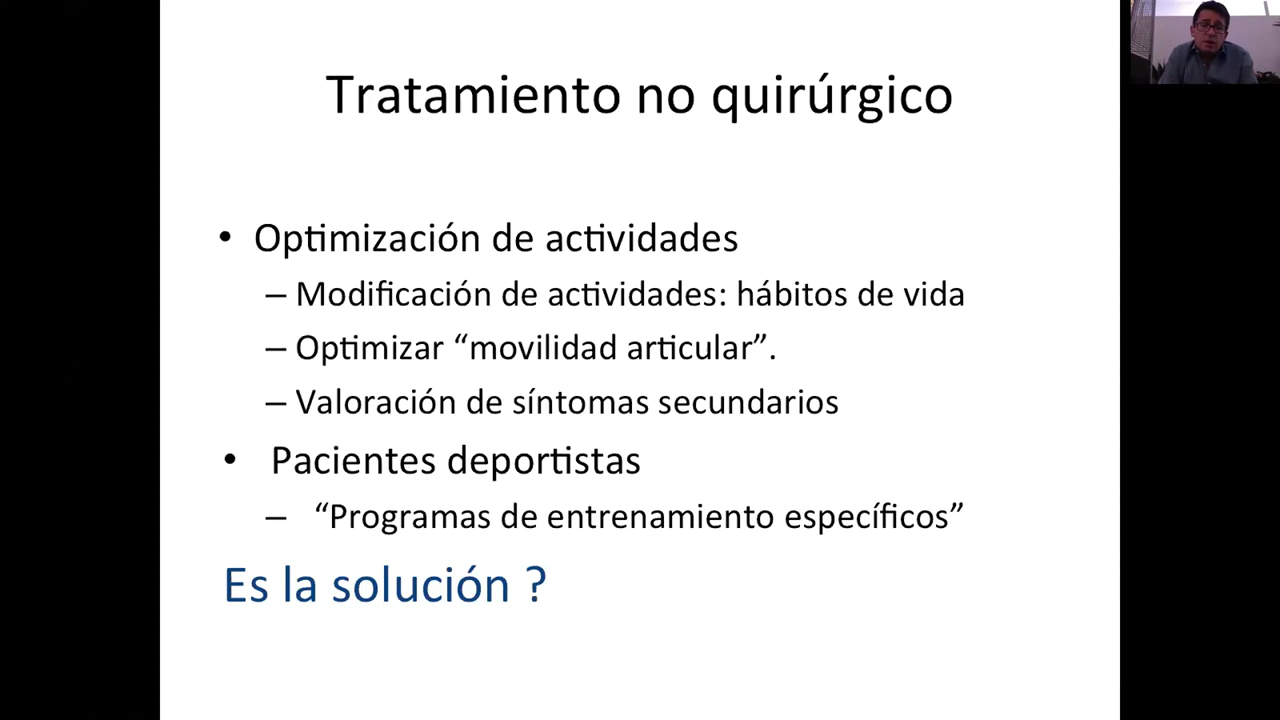 Tratamiento no quirúrgico
• Optimización de actividades
– Modificación de actividades: hábitos de vida
– Optimizar “movilidad articular”.
– Valoración de síntomas secundarios
• Pacientes deportistas
– “Programas de entrenamiento específicos”
Es la solución ?